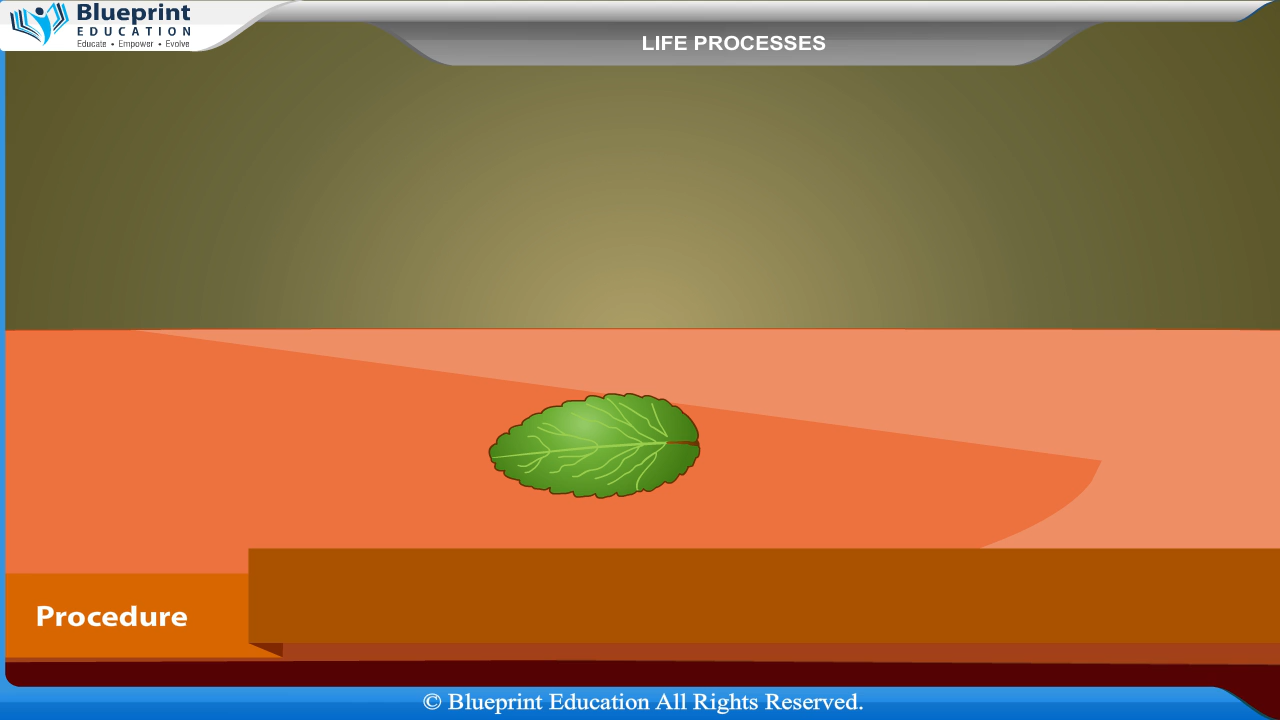 Blueprint
EDUCATION
Educate • Empower • Evolve
LIFE PROCESSES
Procedure
© Blueprint Education All Rights Reserved.